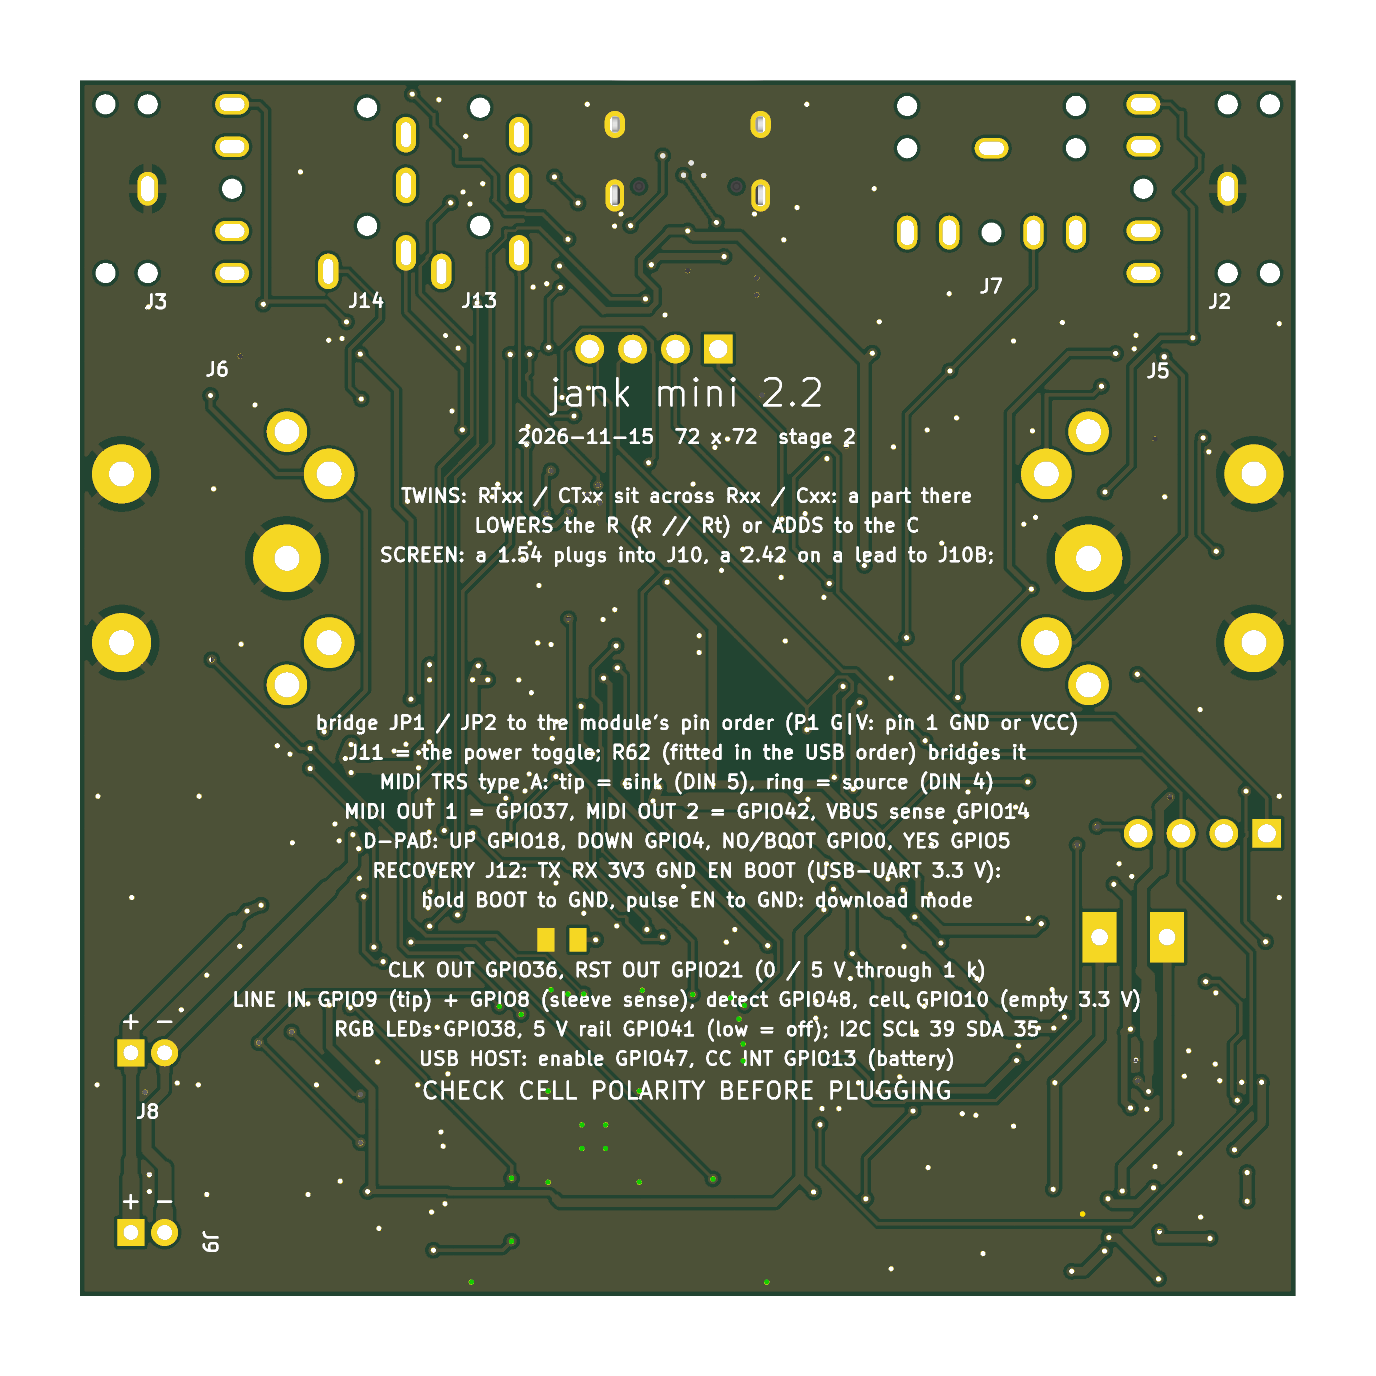 J3
J14
J13
J7
J2
J6
J5
jank mini 2.2
2026-11-15 72 x 72 stage 2
TWINS: RTxx / CTxx sit across Rxx / Cxx: a part there
LOWERS the R (R // Rt) or ADDS to the C
SCREEN: a 1.54 plugs into J10, a 2.42 on a lead to J10B;
bridge JP1 / JP2 to the module's pin order (P1 G|V: pin 1 GND or VCC)
J11 = the power toggle; R62 (fitted in the USB order) bridges it
MIDI TRS type A: tip = sink (DIN 5), ring = source (DIN 4)
MIDI OUT 1 = GPIO37, MIDI OUT 2 = GPIO42, VBUS sense GPIO14
D-PAD: UP GPIO18, DOWN GPIO4, NO/BOOT GPIO0, YES GPIO5
RECOVERY J12: TX RX 3V3 GND EN BOOT (USB-UART 3.3 V):
hold BOOT to GND, pulse EN to GND: download mode
CLK OUT GPIO36, RST OUT GPIO21 (0 / 5 V through 1 k)
LINE IN GPIO9 (tip) + GPIO8 (sleeve sense), detect GPIO48, cell GPIO10 (empty 3.3 V)
RGB LEDs GPIO38, 5 V rail GPIO41 (low = off); I2C SCL 39 SDA 35
USB HOST: enable GPIO47, CC INT GPIO13 (battery)
CHECK CELL POLARITY BEFORE PLUGGING
+ −
J8
+ −
J9